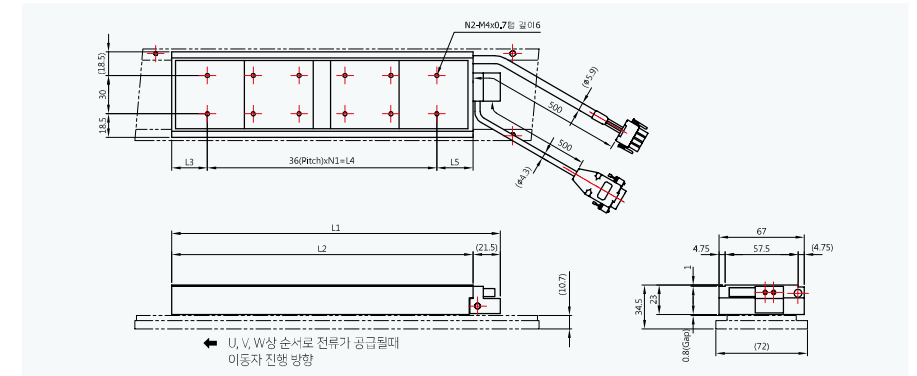 N2-M4x0.7탭 깊이6
(18.5)
30
18.5
(ø5.9)
500
500
(ø4.3)
L3
36(Pitch)xN1=L4
L5
L1
L2
(21.5)
(10.7)
67
4.75
57.5
(4.75)
1
34.5
23
0.8(Gap)
(72)
U, V, W상 순서로 전류가 공급될때
이동자 진행 방향